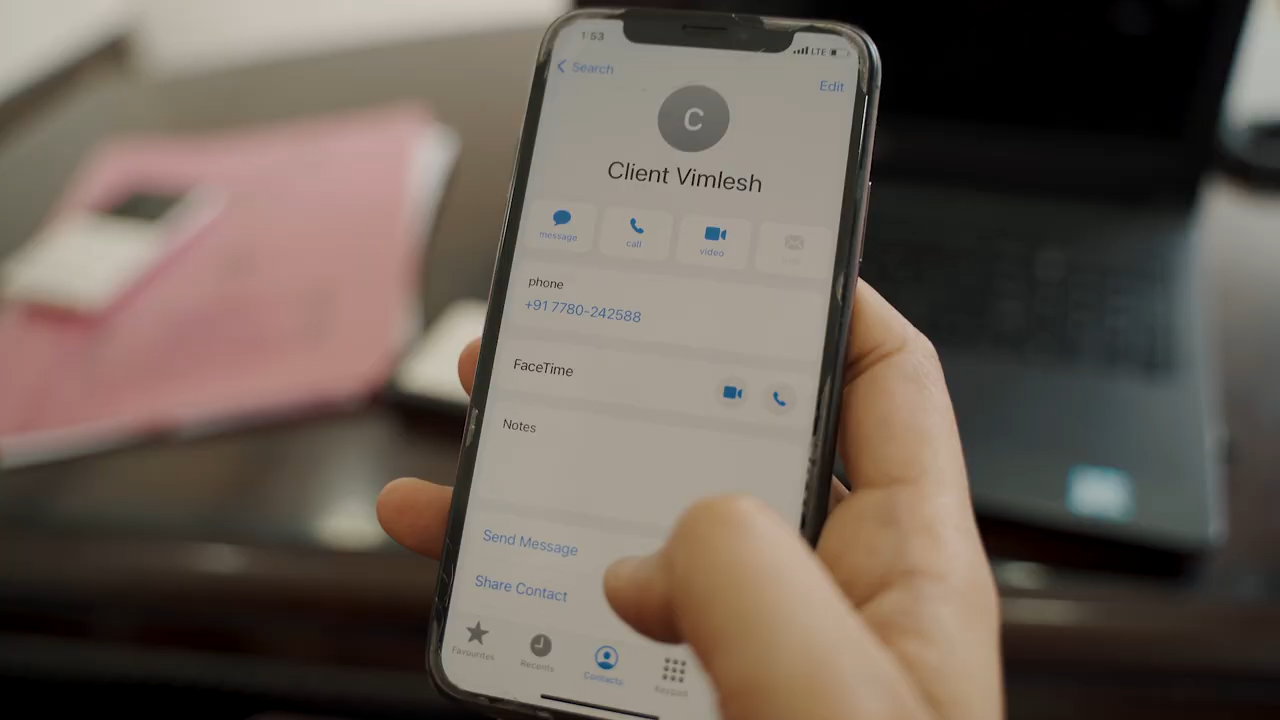 1:53
LTE
Search
Edit
C
Client Vimlesh
message
call
video
phone
+91 7780-242588
FaceTime
Notes
Send Message
Share Contact
Favourites
Recents
Contacts
Keypad